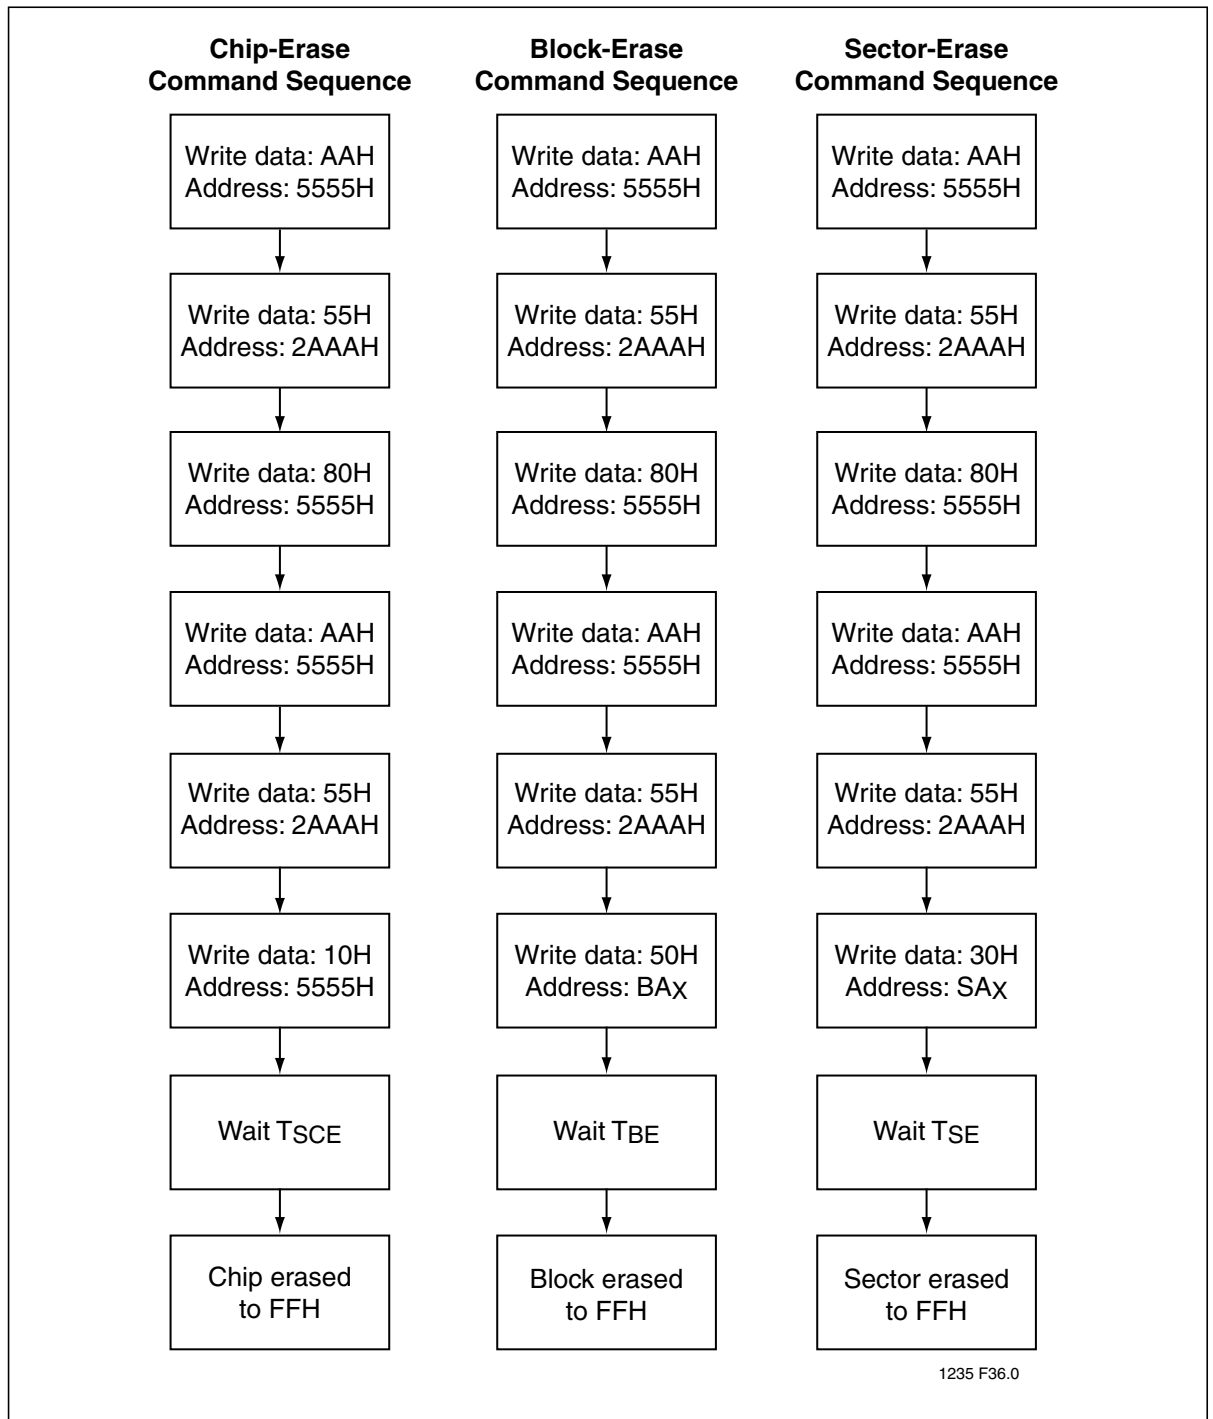 Chip-Erase
Command Sequence
Write data: AAH
Address: 5555H
Write data: 55H
Address: 2AAAH
Write data: 80H
Address: 5555H
Write data: AAH
Address: 5555H
Write data: 55H
Address: 2AAAH
Write data: 10H
Address: 5555H
Wait TSCE
Chip erased
to FFH
Block-Erase
Command Sequence
Write data: AAH
Address: 5555H
Write data: 55H
Address: 2AAAH
Write data: 80H
Address: 5555H
Write data: AAH
Address: 5555H
Write data: 55H
Address: 2AAAH
Write data: 50H
Address: BAX
Wait TBE
Block erased
to FFH
Sector-Erase
Command Sequence
Write data: AAH
Address: 5555H
Write data: 55H
Address: 2AAAH
Write data: 80H
Address: 5555H
Write data: AAH
Address: 5555H
Write data: 55H
Address: 2AAAH
Write data: 30H
Address: SAX
Wait TSE
Sector erased
to FFH
1235 F36.0